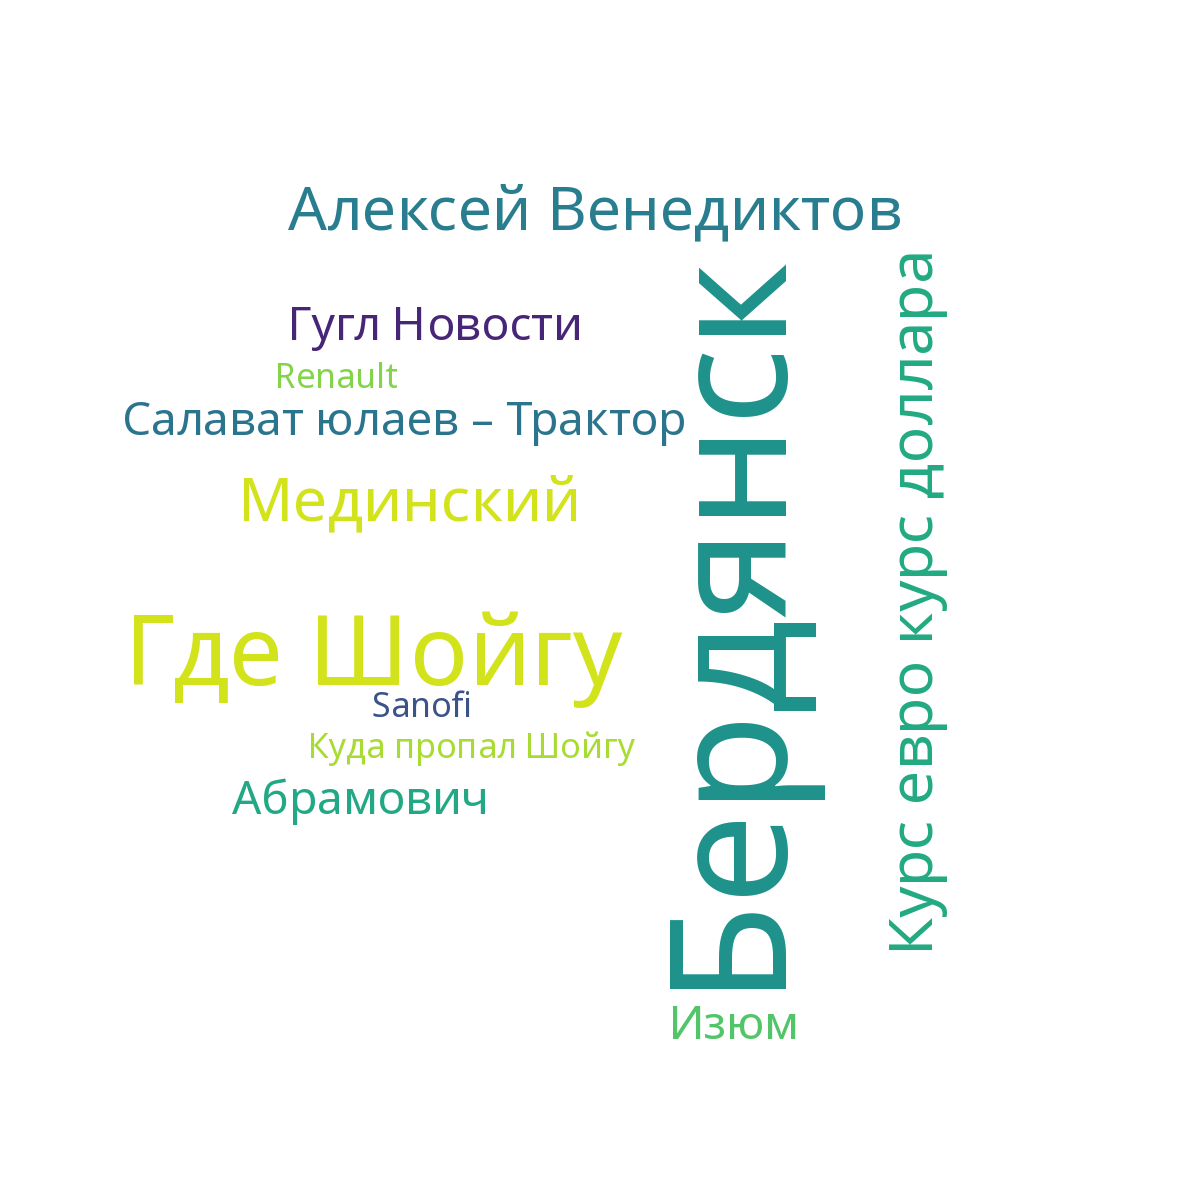 Алексей Венедиктов
Гугл Новости
Renault
Салават юлаев – Трактор
Мединский
Где Шойгу
Sanofi
Куда пропал Шойгу
Абрамович
Бердянск
Изюм
Курс евро курс доллара